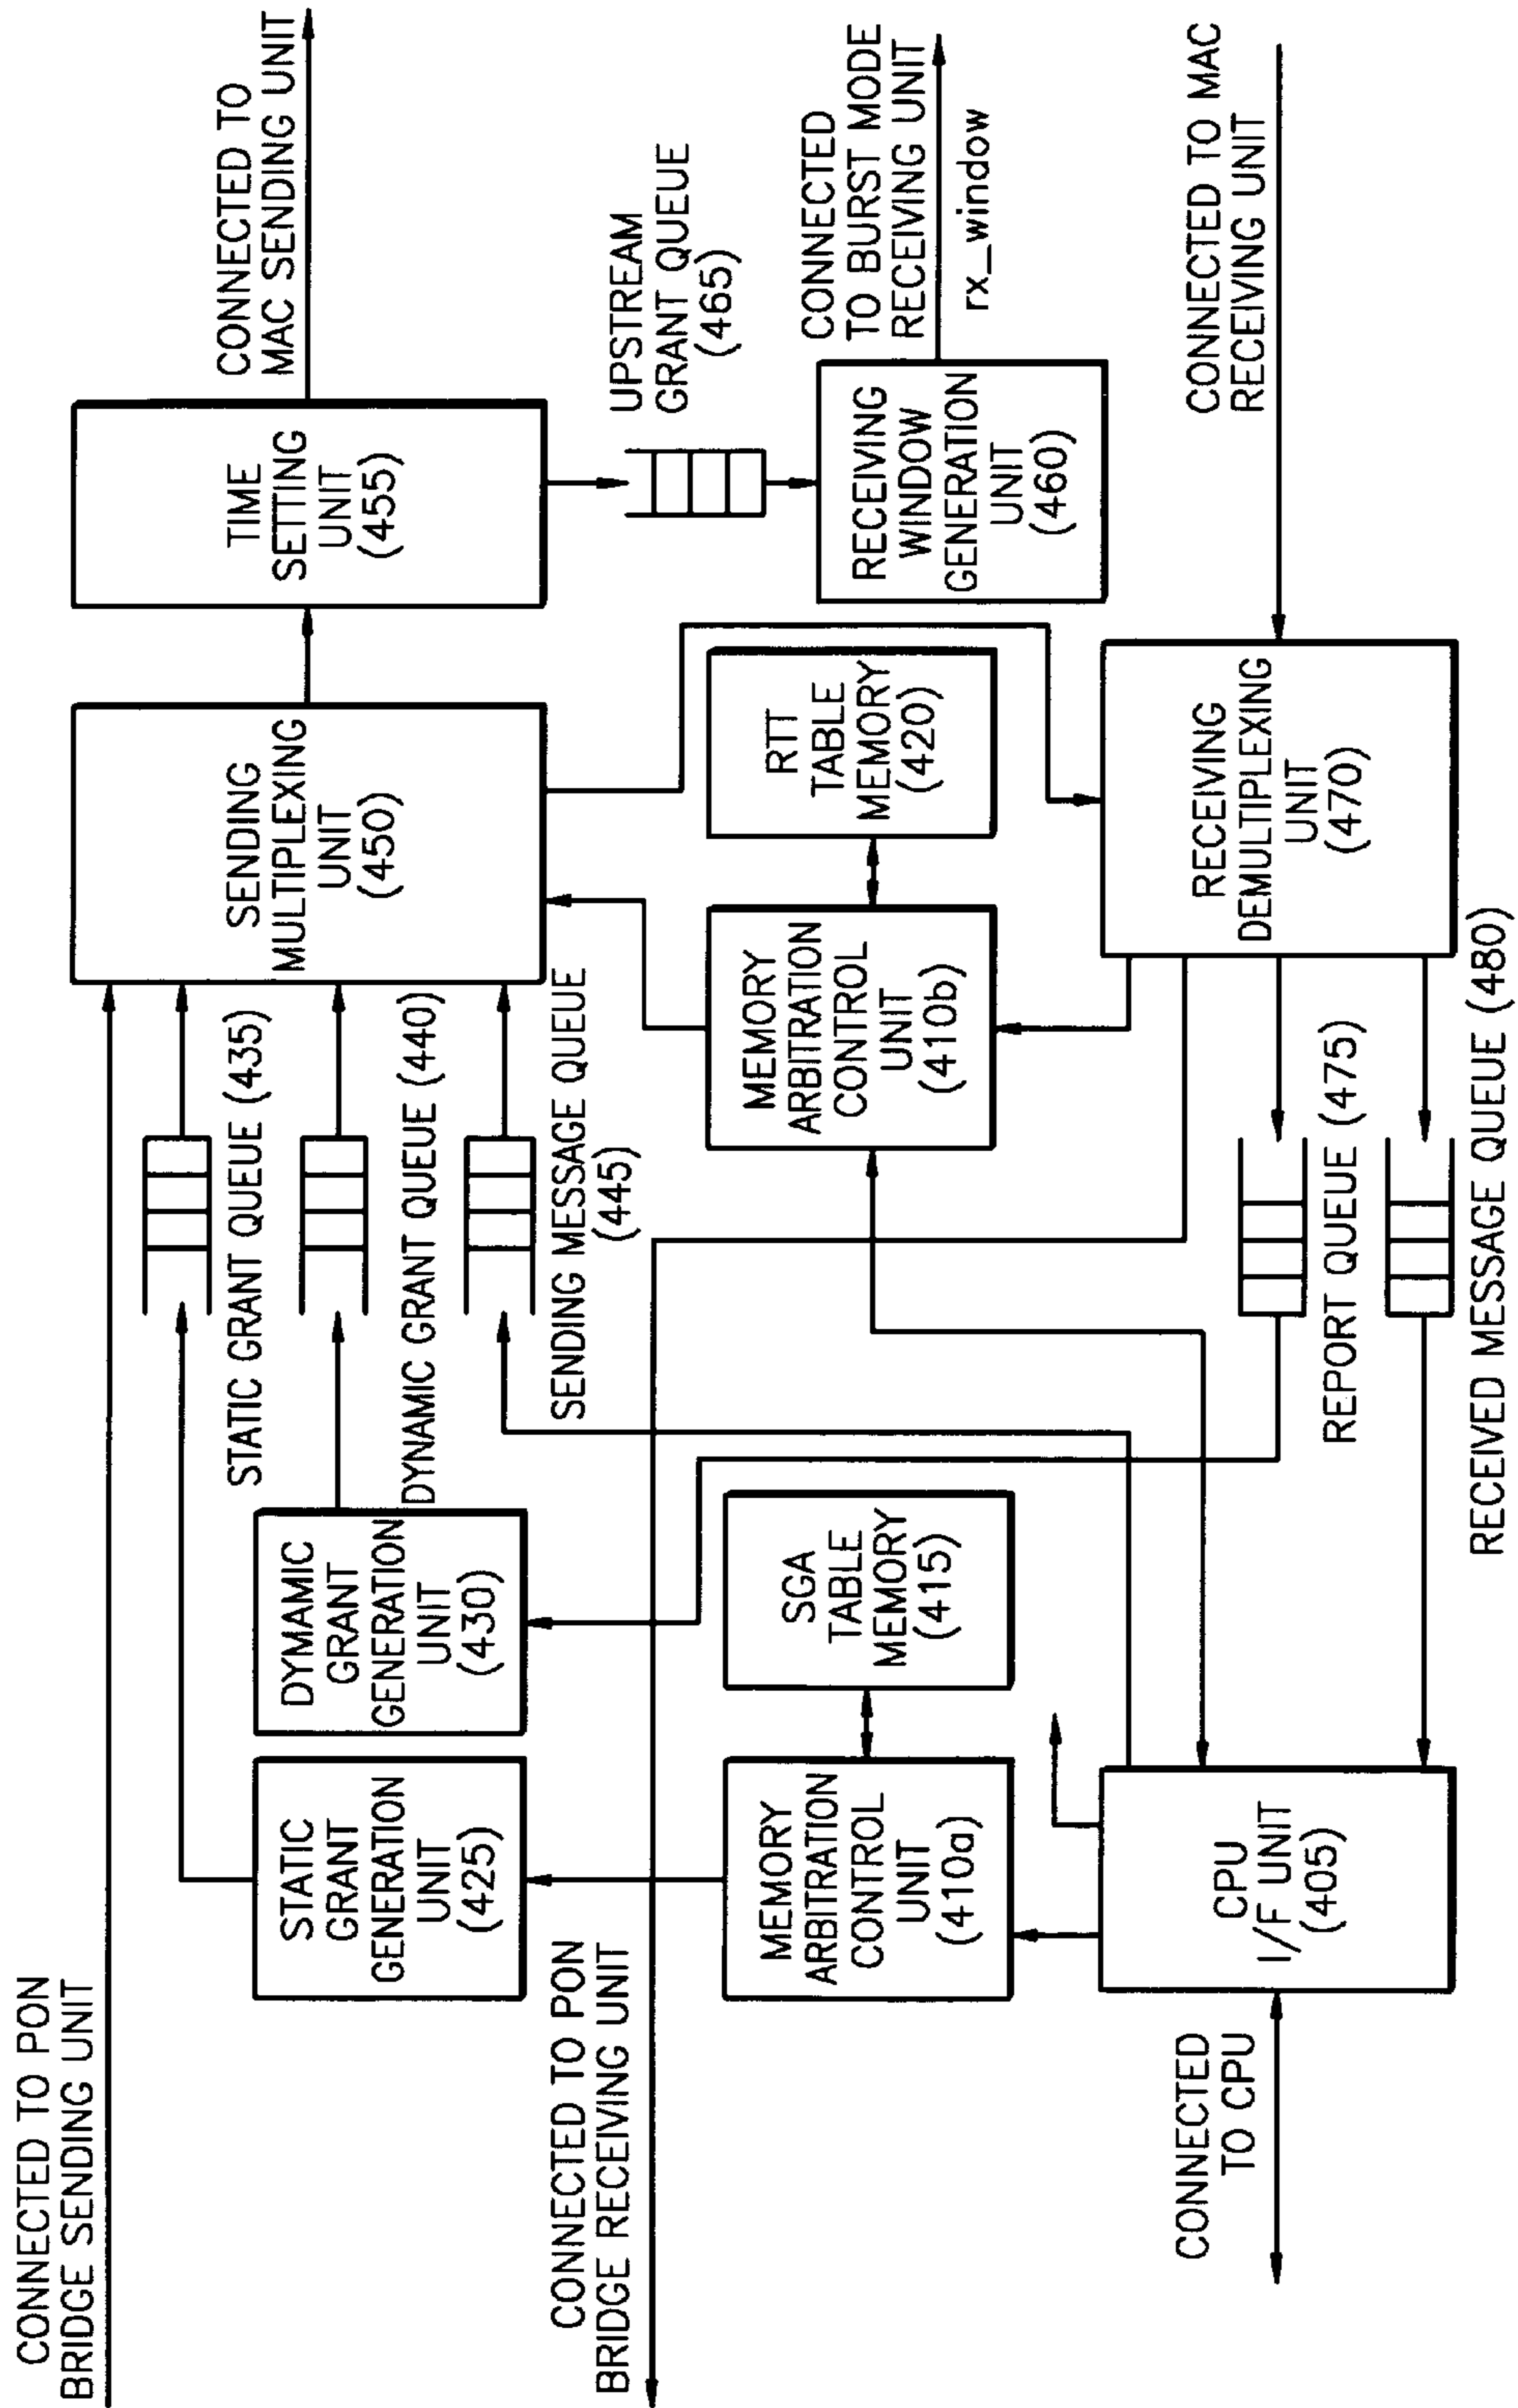 CONNECTED TO PON
BRIDGE SENDING UNIT
STATIC
GRANT
GENERATION
UNIT
(425)
DYMAMIC
GRANT
GENERATION
UNIT
(430)
STATIC GRANT QUEUE (435)
DYNAMIC GRANT QUEUE (440)
SENDING MESSAGE QUEUE
(445)
SENDING
MULTIPLEXING
UNIT
(450)
TIME
SETTING
UNIT
(455)
CONNECTED TO
MAC SENDING UNIT
UPSTREAM
GRANT QUEUE
(465)
CONNECTED TO PON
BRIDGE RECEIVING UNIT
MEMORY
ARBITRATION
CONTROL
UNIT
(410a)
SGA
TABLE
MEMORY
(415)
MEMORY
ARBITRATION
CONTROL
UNIT
(410b)
RTT
TABLE
MEMORY
(420)
RECEIVING
WINDOW
GENERATION
UNIT
(460)
CONNECTED
TO BURST MODE
RECEIVING UNIT
rx_window
CONNECTED
TO CPU
CPU
I/F UNIT
(405)
REPORT QUEUE (475)
RECEIVED MESSAGE QUEUE (480)
RECEIVING
DEMULTIPLEXING
UNIT
(470)
CONNECTED TO MAC
RECEIVING UNIT